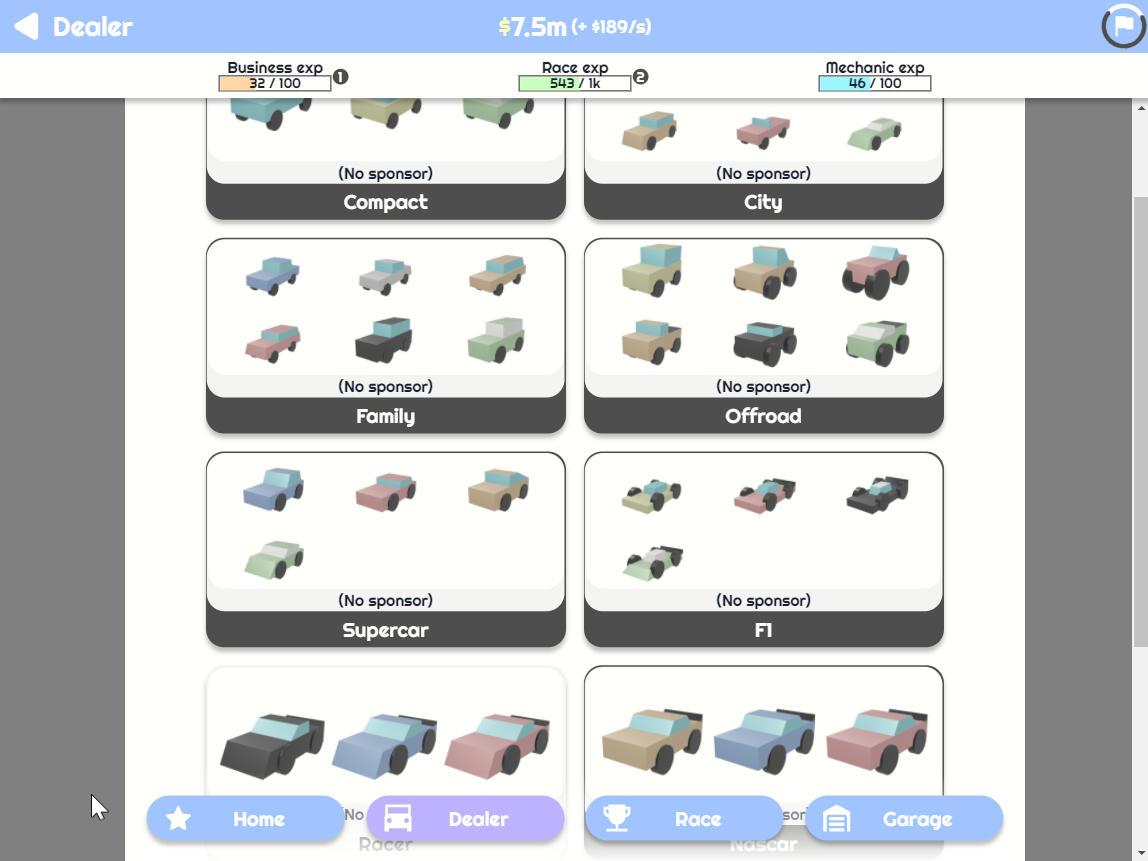 Dealer
$7.5m (+ $189/s)
Business exp
32 / 100
1
Race exp
543 / 1k
2
Mechanic exp
46 / 100
(No sponsor)
Compact
(No sponsor)
City
(No sponsor)
Family
(No sponsor)
Offroad
(No sponsor)
Supercar
(No sponsor)
F1
(No
Racer
Nascar
Home
Dealer
Race
Garage